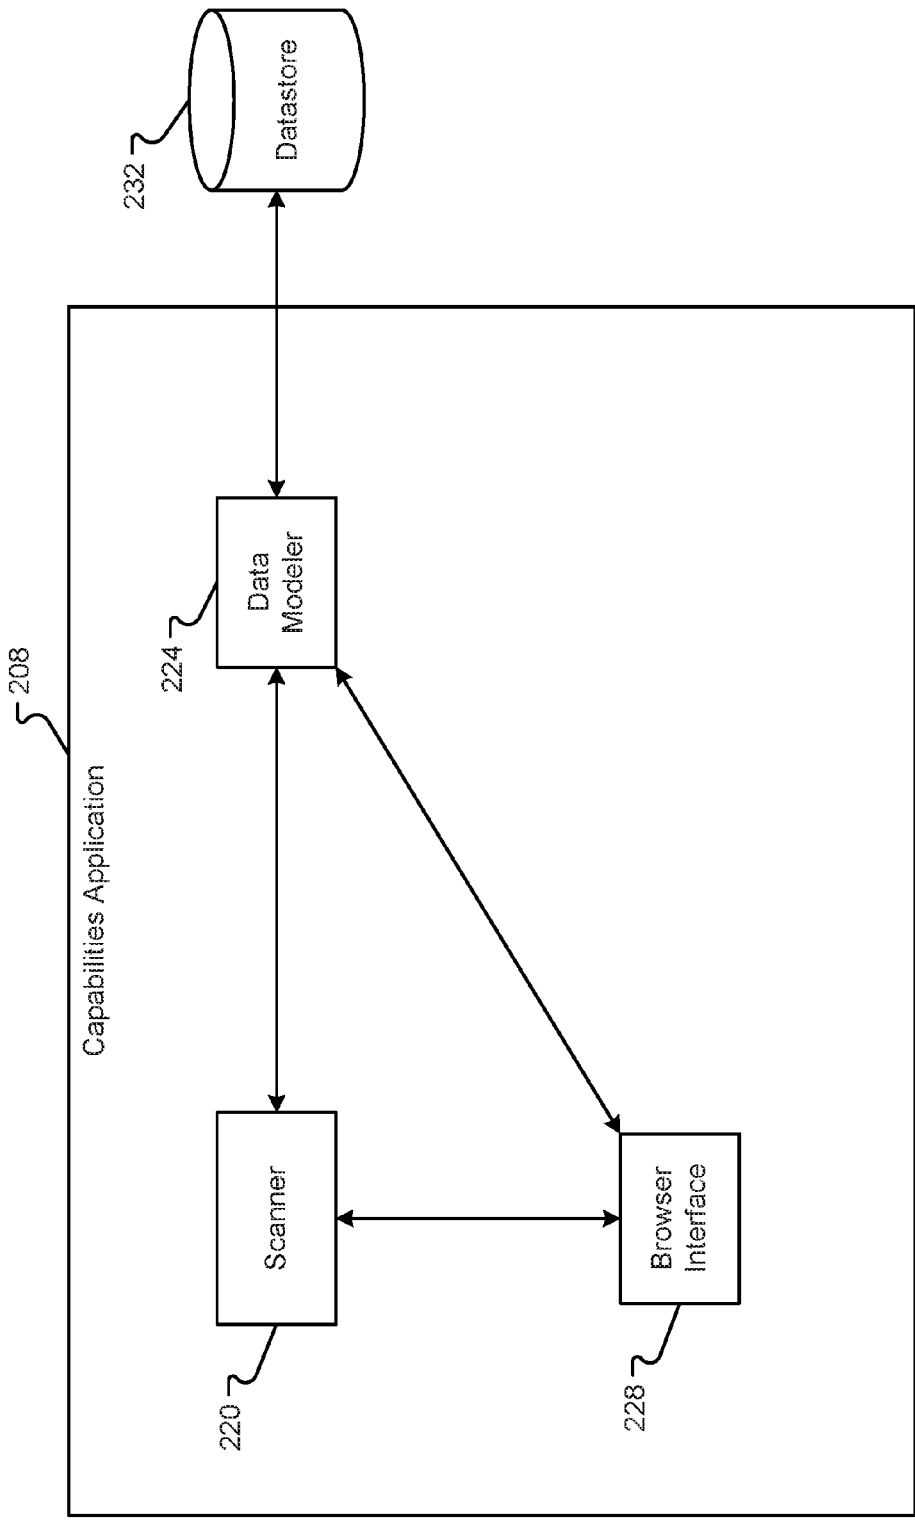 208
Capabilities Application
220
Scanner
224
Data
Modeler
232
Datastore
228
Browser
Interface